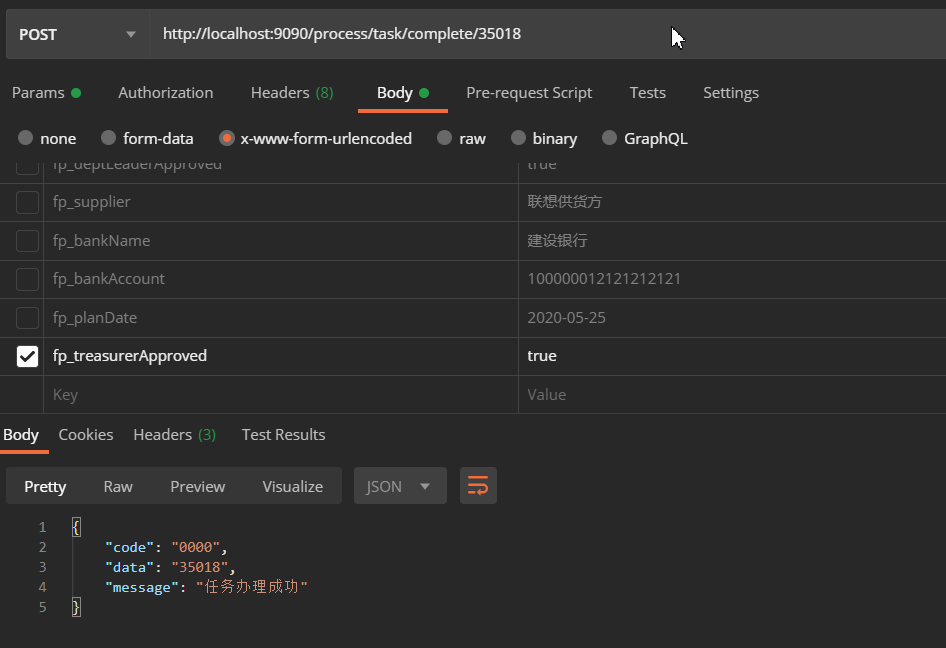 POST http://localhost:9090/process/task/complete/35018
Params Authorization Headers (8) Body Pre-request Script Tests Settings
none form-data x-www-form-urlencoded raw binary GraphQL
fp_deptLeaderApproved true
fp_supplier 联想供货方
fp_bankName 建设银行
fp_bankAccount 100000012121212121
fp_planDate 2020-05-25
fp_treasurerApproved true
Key Value
Body Cookies Headers (3) Test Results
Pretty Raw Preview Visualize JSON
1 {
2 "code": "0000",
3 "data": "35018",
4 "message": "任务办理成功"
5 }